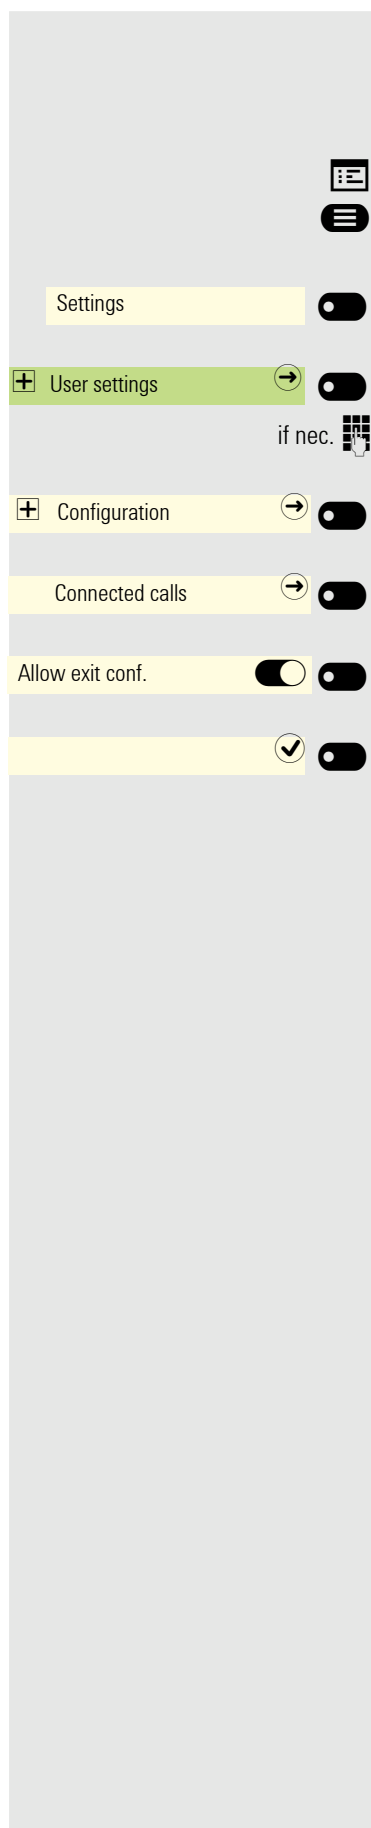 Settings
User settings
if nec.
Configuration
Connected calls
Allow exit conf.